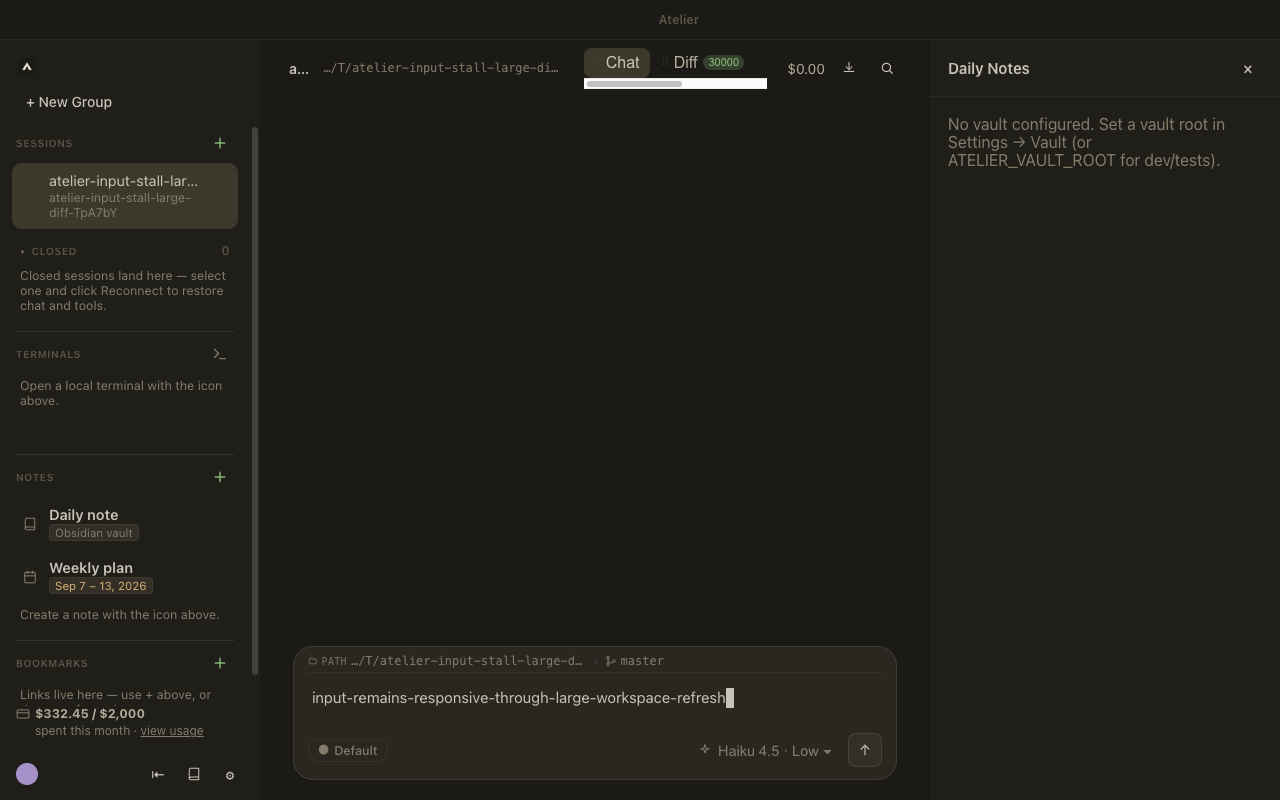 Atelier
+ New Group
SESSIONS
atelier-input-stall-lar...
atelier-input-stall-large-
diff-TpA7bY
CLOSED
0
Closed sessions land here — select
one and click Reconnect to restore
chat and tools.
TERMINALS
Open a local terminal with the icon
above.
NOTES
Daily note
Obsidian vault
Weekly plan
Sep 7 – 13, 2026
Create a note with the icon above.
BOOKMARKS
Links live here — use + above, or
$332.45 / $2,000
spent this month · view usage
a...
…/T/atelier-input-stall-large-di…
Chat
Diff
30000
$0.00
PATH …/T/atelier-input-stall-large-d… › master
input-remains-responsive-through-large-workspace-refresh
Default
Haiku 4.5 · Low
Daily Notes
No vault configured. Set a vault root in
Settings → Vault (or
ATELIER_VAULT_ROOT for dev/tests).